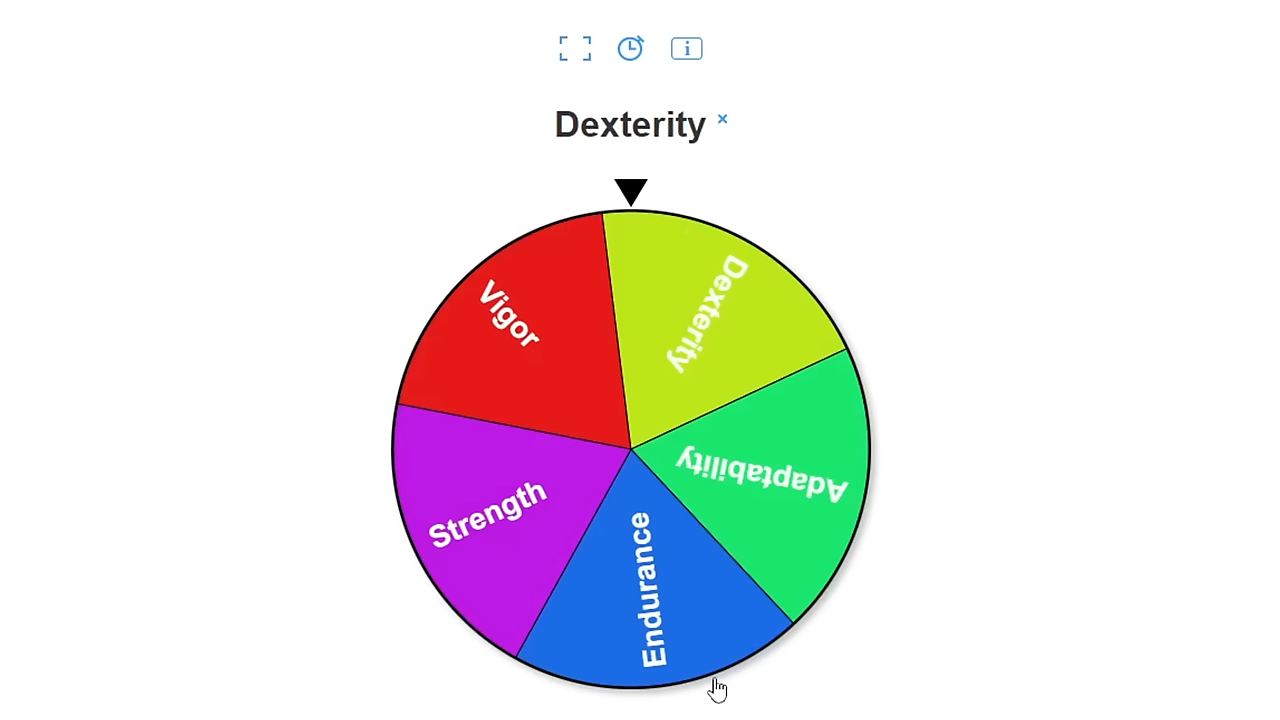 Dexterity ×
Vigor
Dexterity
Adaptability
Strength
Endurance